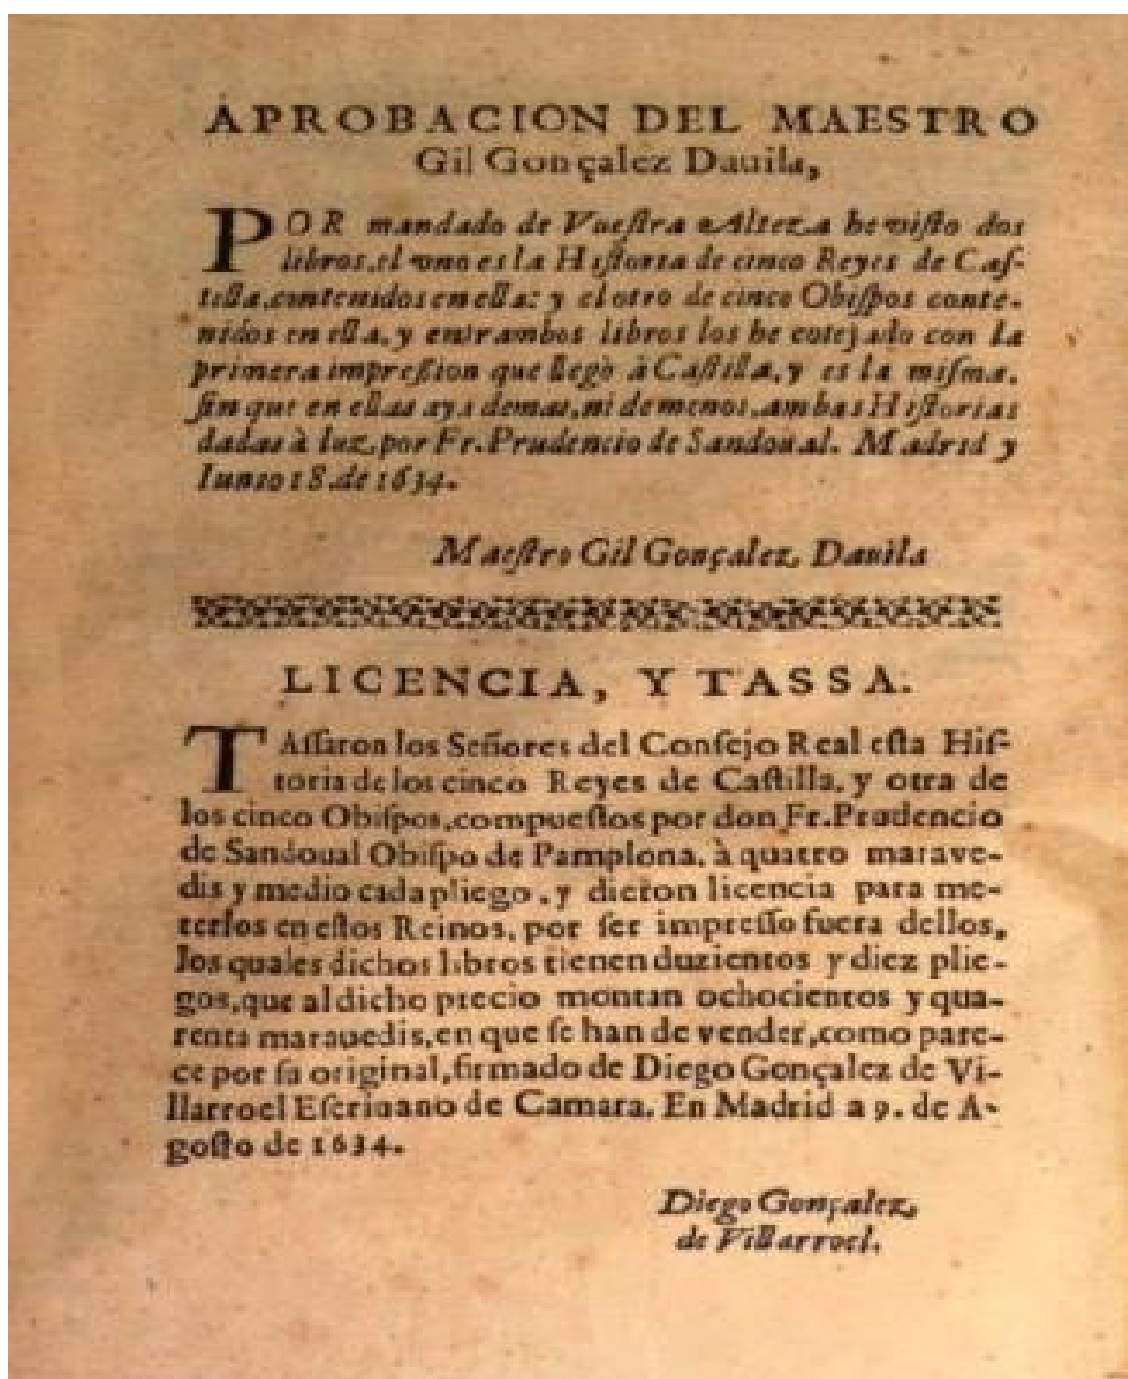 APROBACION DEL MAESTRO
Gil Gonçalez Dauila,
POR mandado de Vuestra Alteza he visto dos
libros, el vno es la Historia de cinco Reyes de Cas-
tilla, contenidos en ella: y el otro de cinco Obispos conte-
nidos en ella, y entrambos libros los he cotejado con la
primera impression que llegò à Castilla, y es la misma,
sin que en ellas aya demas, ni de menos, ambas Historias
dadas à luz, por Fr. Prudencio de Sandoual. Madrid y
Iunio 18. de 1634.
Maestro Gil Gonçalez Dauila
LICENCIA, Y TASSA.
TAssaron los Señores del Consejo Real esta His-
toria de los cinco Reyes de Castilla, y otra de
los cinco Obispos, compuestos por don Fr. Prudencio
de Sandoual Obispo de Pamplona, à quatro marave-
dis y medio cada pliego, y dieron licencia para me-
terlos en estos Reinos, por ser impresso fuera dellos,
los quales dichos libros tienen duzientos y diez plie-
gos, que al dicho precio montan ochocientos y qua-
renta marauedis, en que se han de vender, como pare-
ce por su original, firmado de Diego Gonçalez de Vi-
llarroel Escriuano de Camara. En Madrid a 9. de A-
gosto de 1634.
Diego Gonçalez
de Villarroel.